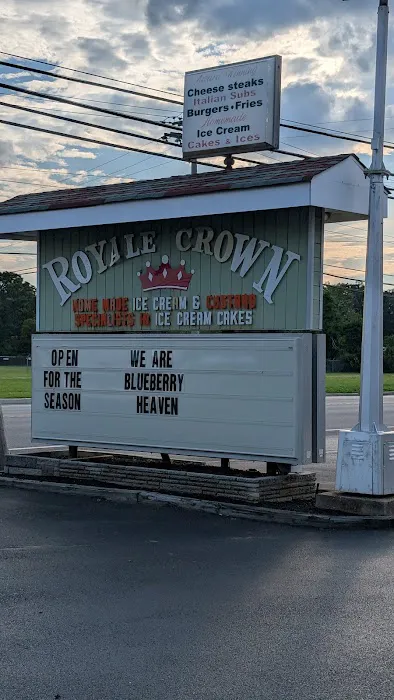 Cheese steaks
Italian Subs
Burgers • Fries
Homemade
Ice Cream
Cakes & Ices
ROYALE CROWN
HOME MADE ICE CREAM & CUSTARD
SPECIALISTS IN ICE CREAM CAKES
OPEN WE ARE
FOR THE BLUEBERRY
SEASON HEAVEN